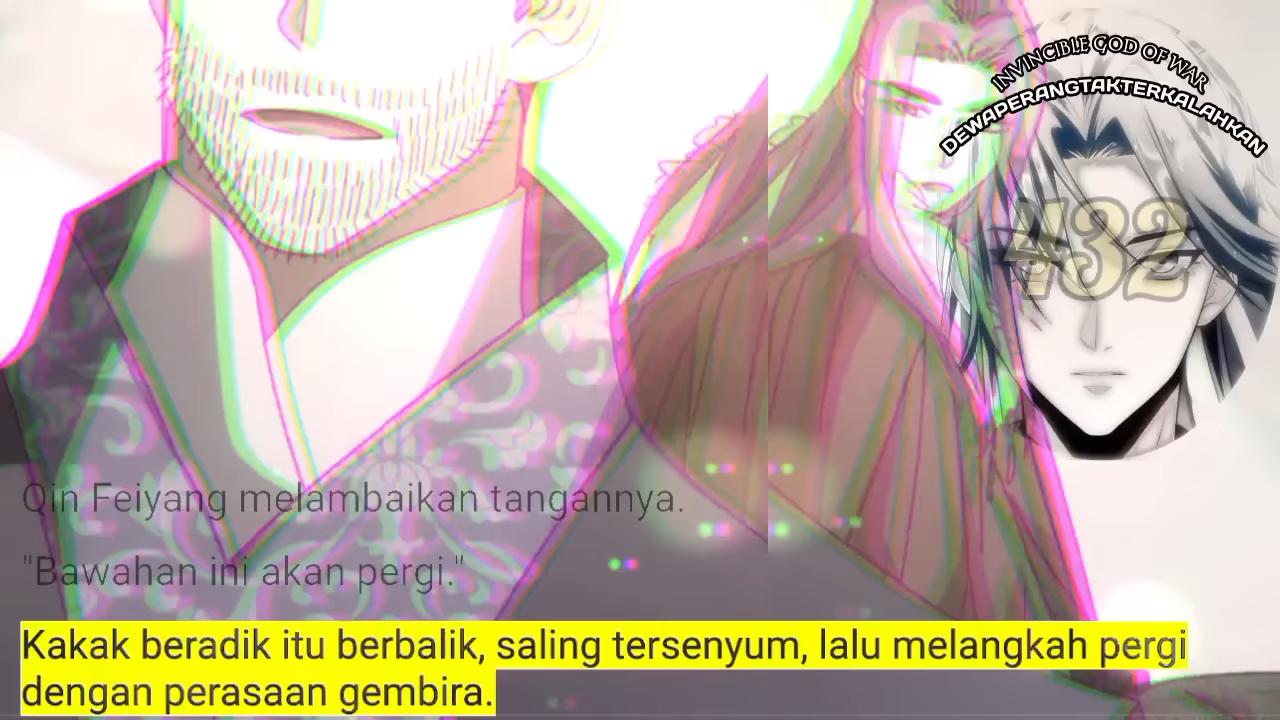 INVINCIBLE GOD OF WAR
DEWAPERANGTAKTERKALAHKAN
432
Qin Feiyang melambaikan tangannya.
"Bawahan ini akan pergi."
Kakak beradik itu berbalik, saling tersenyum, lalu melangkah pergi
dengan perasaan gembira.